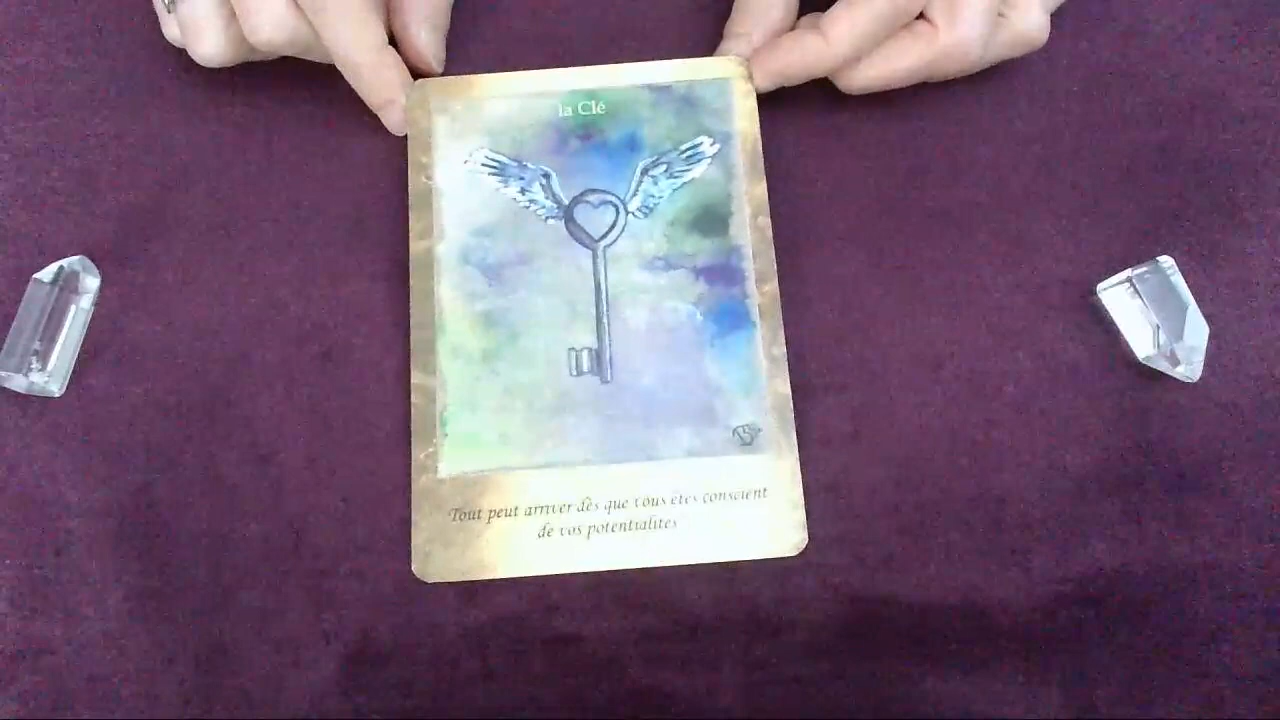 la Clé
Tout peut arriver dès que vous êtes conscient
de vos potentialités